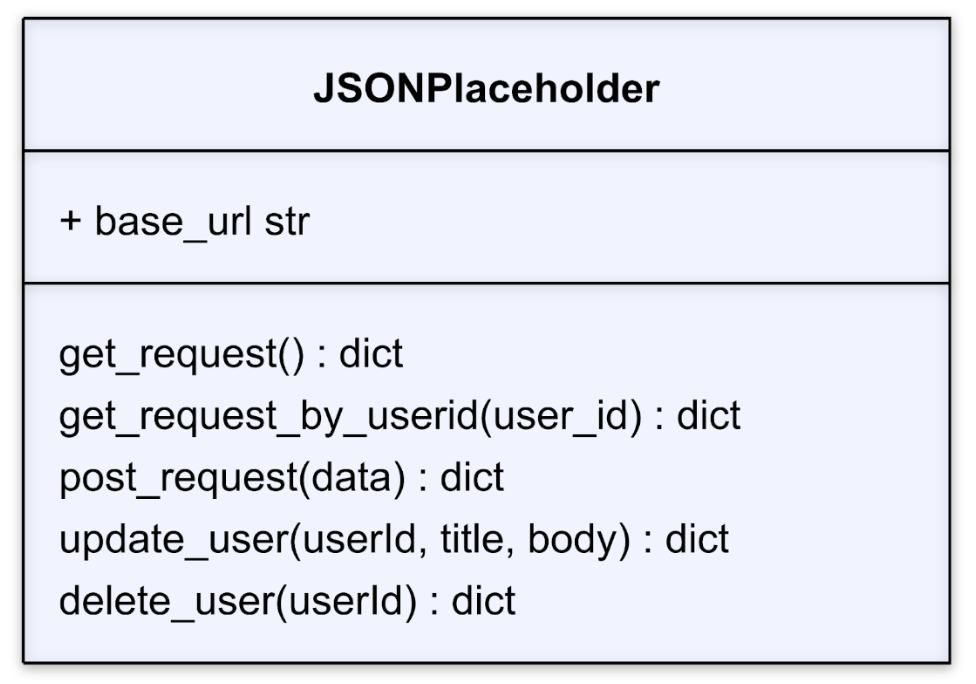 JSONPlaceholder
+ base_url str
get_request() : dict
get_request_by_userid(user_id) : dict
post_request(data) : dict
update_user(userId, title, body) : dict
delete_user(userId) : dict